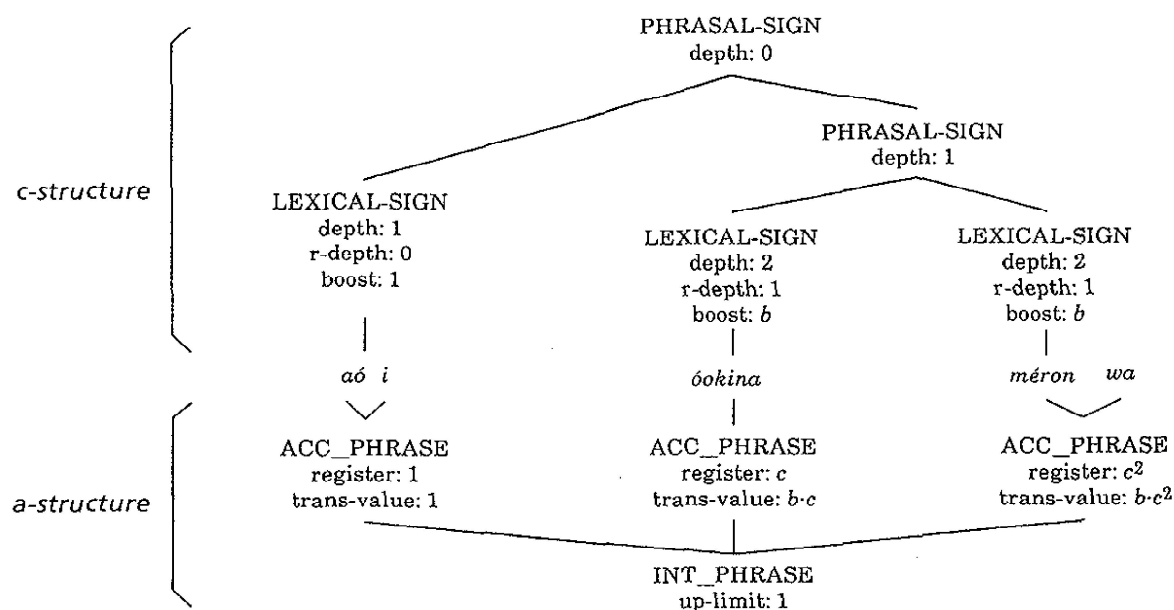 PHRASAL-SIGN
depth: 0
PHRASAL-SIGN
depth: 1
c-structure
LEXICAL-SIGN
depth: 1
r-depth: 0
boost: 1
LEXICAL-SIGN
depth: 2
r-depth: 1
boost: b
LEXICAL-SIGN
depth: 2
r-depth: 1
boost: b
aó i
óokina
méron wa
a-structure
ACC_PHRASE
register: 1
trans-value: 1
ACC_PHRASE
register: c
trans-value: b·c
ACC_PHRASE
register: c²
trans-value: b·c²
INT_PHRASE
up-limit: 1